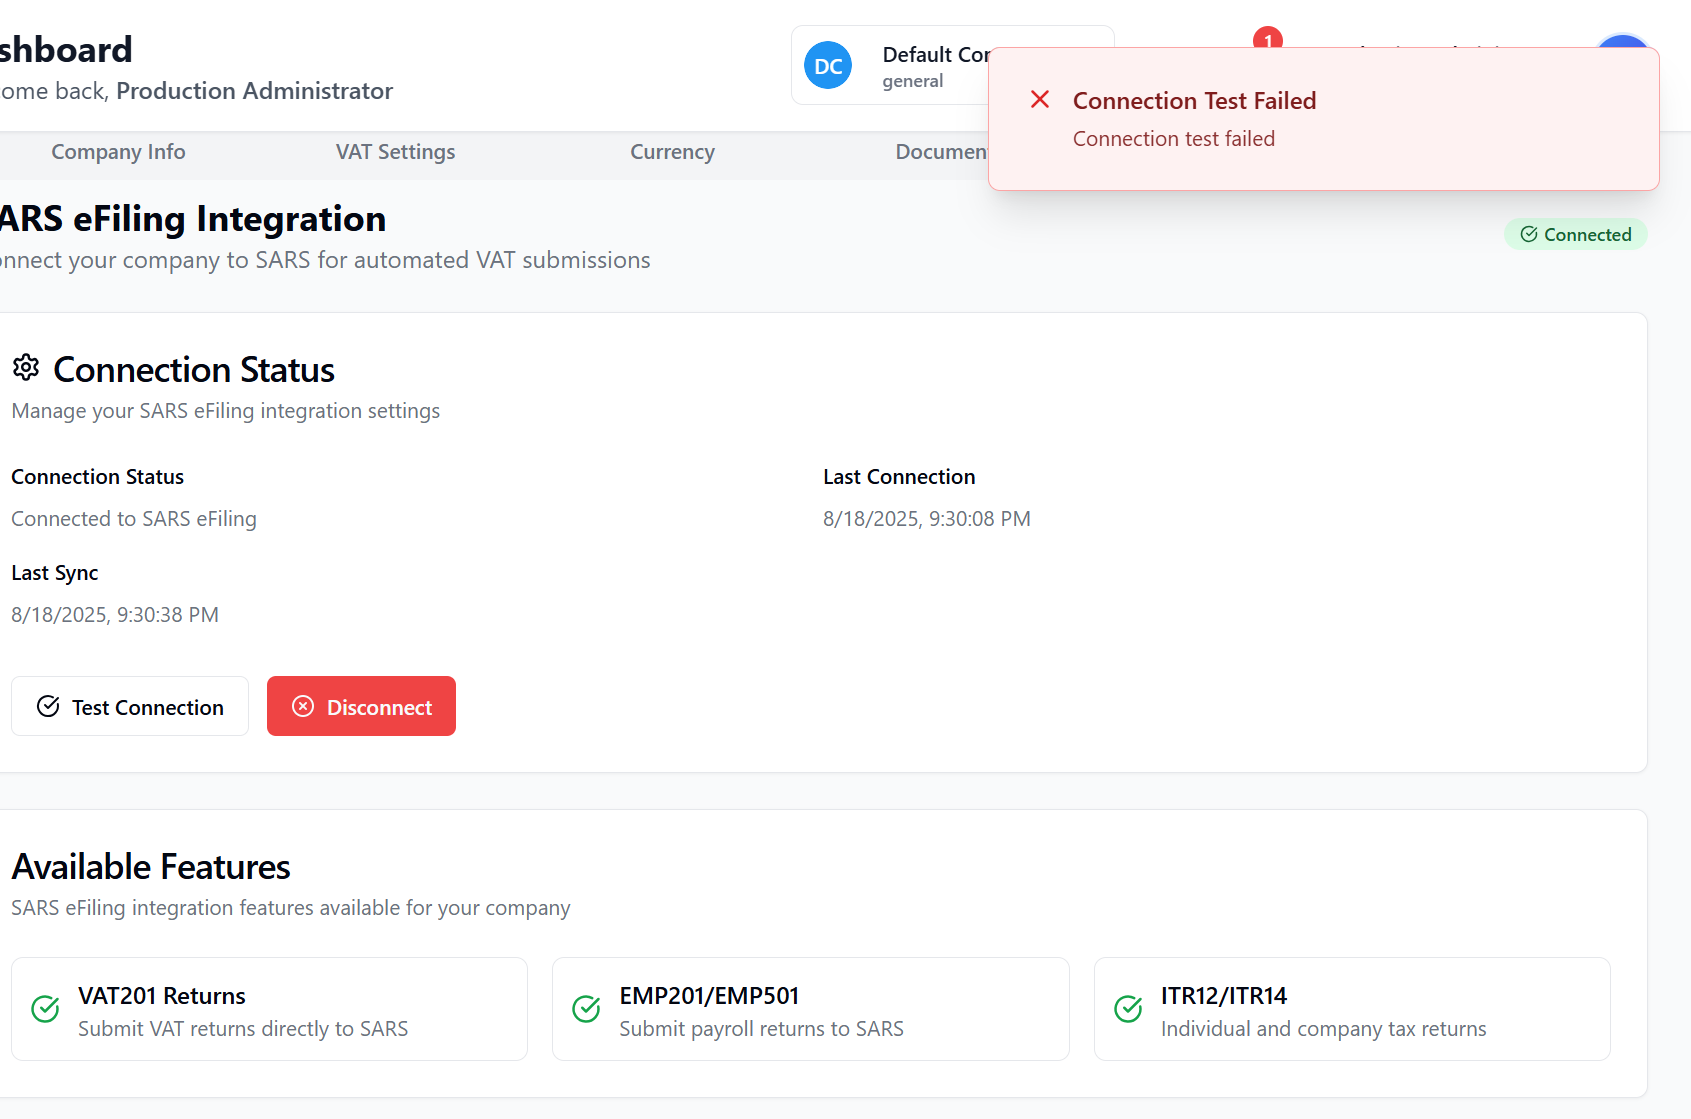 shboard
ome back, Production Administrator
DC
Default Cor
general
1
Connection Test Failed
Connection test failed
Company Info
VAT Settings
Currency
Document
ARS eFiling Integration
onnect your company to SARS for automated VAT submissions
Connected
Connection Status
Manage your SARS eFiling integration settings
Connection Status
Connected to SARS eFiling
Last Connection
8/18/2025, 9:30:08 PM
Last Sync
8/18/2025, 9:30:38 PM
Test Connection
Disconnect
Available Features
SARS eFiling integration features available for your company
VAT201 Returns
Submit VAT returns directly to SARS
EMP201/EMP501
Submit payroll returns to SARS
ITR12/ITR14
Individual and company tax returns